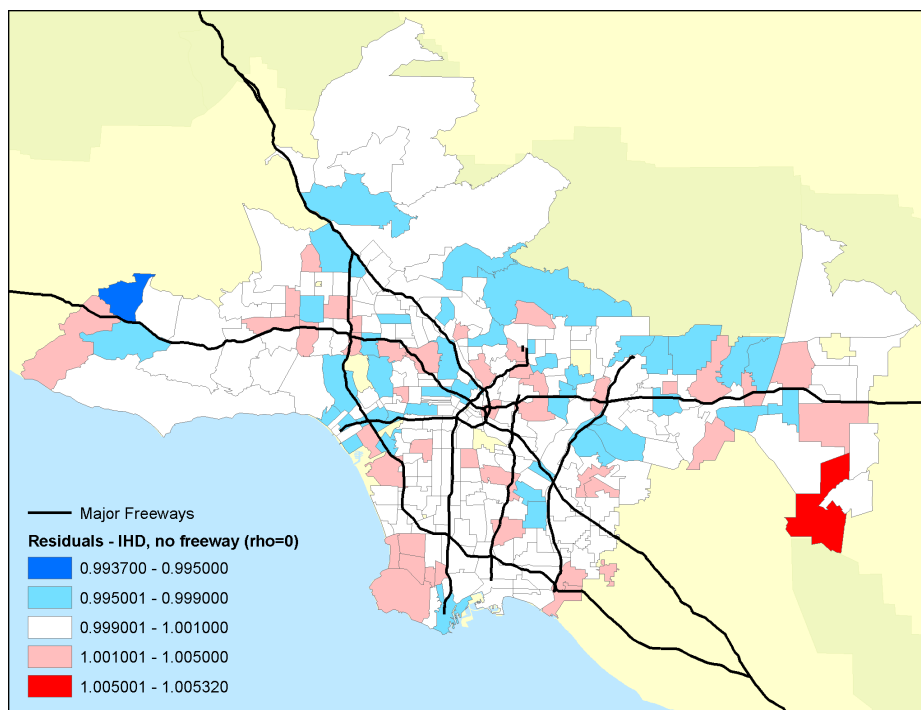 Major Freeways
Residuals - IHD, no freeway (rho=0)
0.993700 - 0.995000
0.995001 - 0.999000
0.999001 - 1.001000
1.001001 - 1.005000
1.005001 - 1.005320